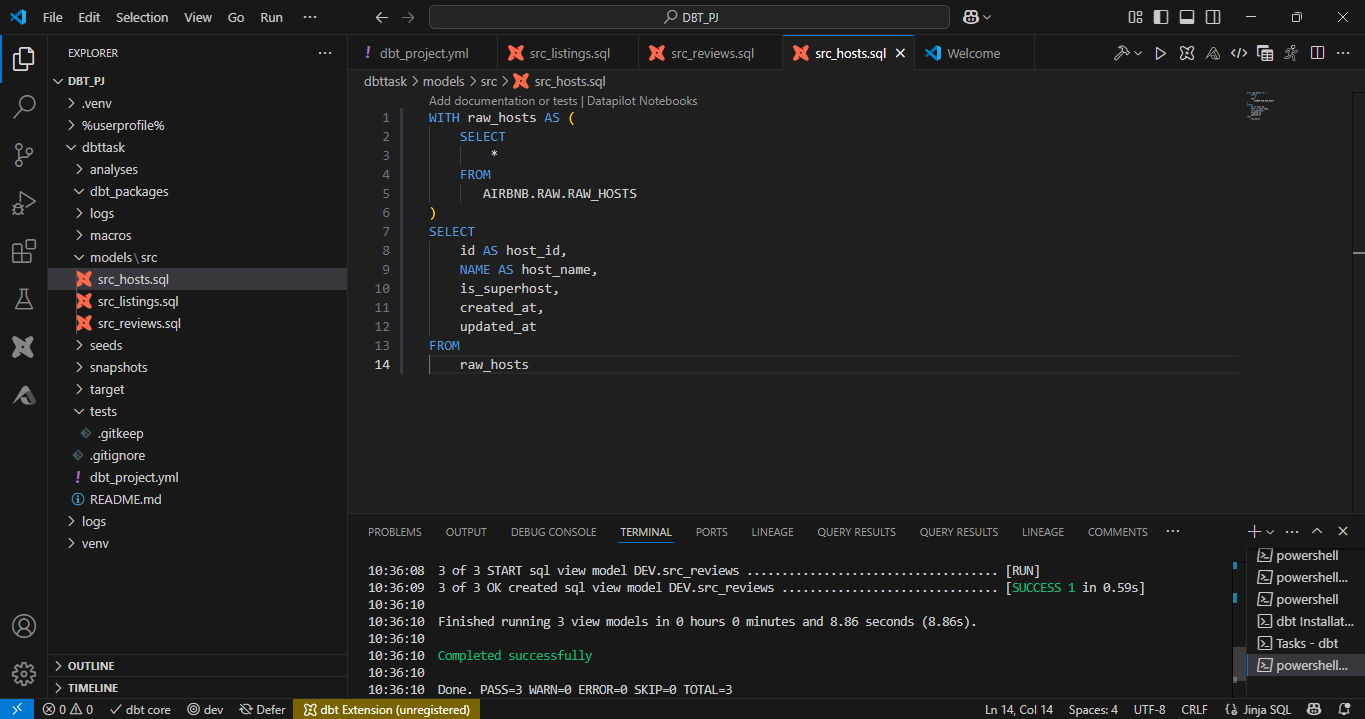 File Edit Selection View Go Run ··· DBT_PJ
EXPLORER ···
DBT_PJ
.venv
%userprofile%
dbttask
analyses
dbt_packages
logs
macros
models\src
src_hosts.sql
src_listings.sql
src_reviews.sql
seeds
snapshots
target
tests
.gitkeep
.gitignore
! dbt_project.yml
README.md
logs
venv
OUTLINE
TIMELINE
! dbt_project.yml src_listings.sql src_reviews.sql src_hosts.sql Welcome
dbttask > models > src > src_hosts.sql
Add documentation or tests | Datapilot Notebooks
1 WITH raw_hosts AS (
2 SELECT
3 *
4 FROM
5 AIRBNB.RAW.RAW_HOSTS
6 )
7 SELECT
8 id AS host_id,
9 NAME AS host_name,
10 is_superhost,
11 created_at,
12 updated_at
13 FROM
14 raw_hosts
PROBLEMS OUTPUT DEBUG CONSOLE TERMINAL PORTS LINEAGE QUERY RESULTS QUERY RESULTS LINEAGE COMMENTS ···
10:36:08 3 of 3 START sql view model DEV.src_reviews .................................... [RUN]
10:36:09 3 of 3 OK created sql view model DEV.src_reviews ............................... [SUCCESS 1 in 0.59s]
10:36:10
10:36:10 Finished running 3 view models in 0 hours 0 minutes and 8.86 seconds (8.86s).
10:36:10
10:36:10 Completed successfully
10:36:10
10:36:10 Done. PASS=3 WARN=0 ERROR=0 SKIP=0 TOTAL=3
powershell
powershell...
powershell
dbt Installat...
Tasks - dbt
powershell...
0 0 dbt core dev Defer dbt Extension (unregistered) Ln 14, Col 14 Spaces: 4 UTF-8 CRLF Jinja SQL